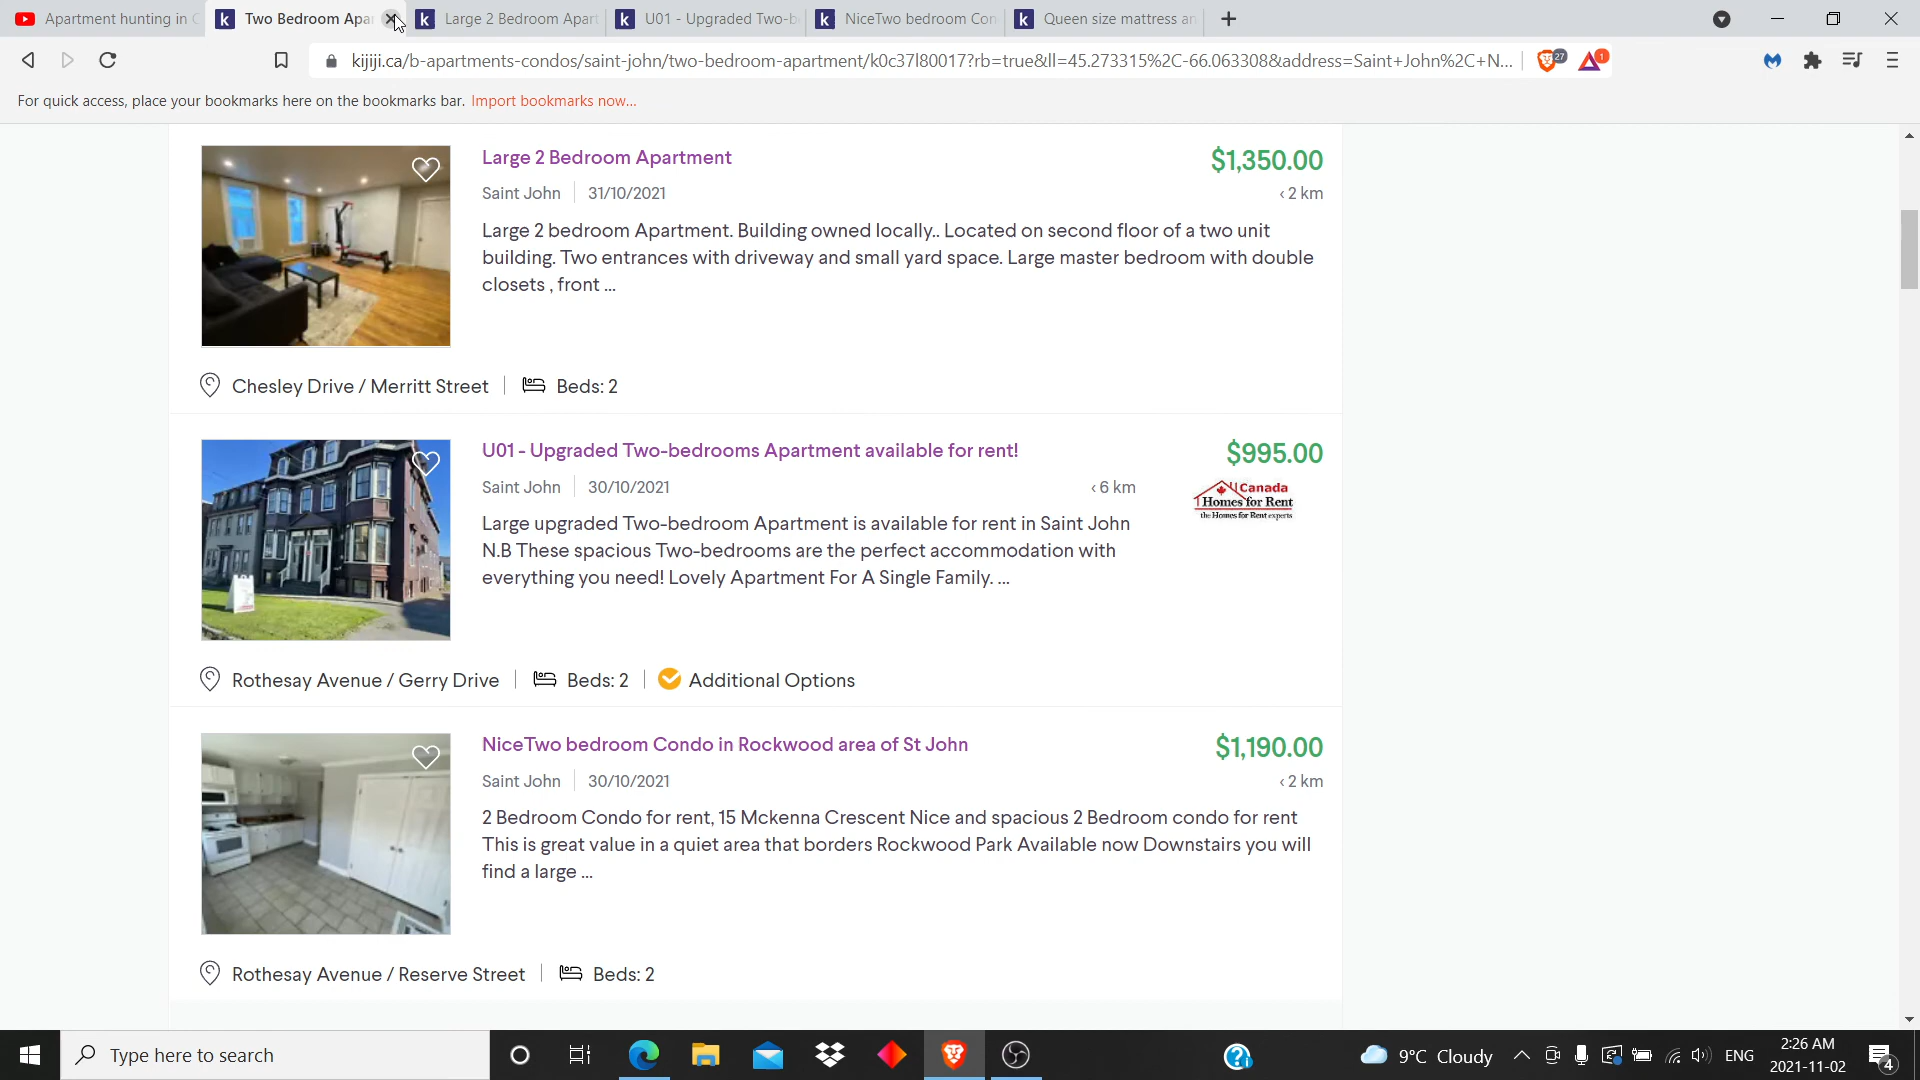 Apartment hunting in
Two Bedroom Apar
Large 2 Bedroom Apart
U01 - Upgraded Two-b
NiceTwo bedroom Con
Queen size mattress an
kijiji.ca/b-apartments-condos/saint-john/two-bedroom-apartment/k0c37l80017?rb=true&ll=45.273315%2C-66.063308&address=Saint+John%2C+N...
27
1
For quick access, place your bookmarks here on the bookmarks bar. Import bookmarks now...
Large 2 Bedroom Apartment
$1,350.00
Saint John | 31/10/2021
< 2 km
Large 2 bedroom Apartment. Building owned locally.. Located on second floor of a two unit
building. Two entrances with driveway and small yard space. Large master bedroom with double
closets , front ...
Chesley Drive / Merritt Street | Beds: 2
U01 - Upgraded Two-bedrooms Apartment available for rent!
$995.00
Saint John | 30/10/2021
< 6 km
Canada
Homes for Rent
the Homes for Rent experts
Large upgraded Two-bedroom Apartment is available for rent in Saint John
N.B These spacious Two-bedrooms are the perfect accommodation with
everything you need! Lovely Apartment For A Single Family. ...
Rothesay Avenue / Gerry Drive | Beds: 2 | Additional Options
NiceTwo bedroom Condo in Rockwood area of St John
$1,190.00
Saint John | 30/10/2021
< 2 km
2 Bedroom Condo for rent, 15 Mckenna Crescent Nice and spacious 2 Bedroom condo for rent
This is great value in a quiet area that borders Rockwood Park Available now Downstairs you will
find a large ...
Rothesay Avenue / Reserve Street | Beds: 2
Type here to search
9°C Cloudy
ENG
2:26 AM
2021-11-02
4